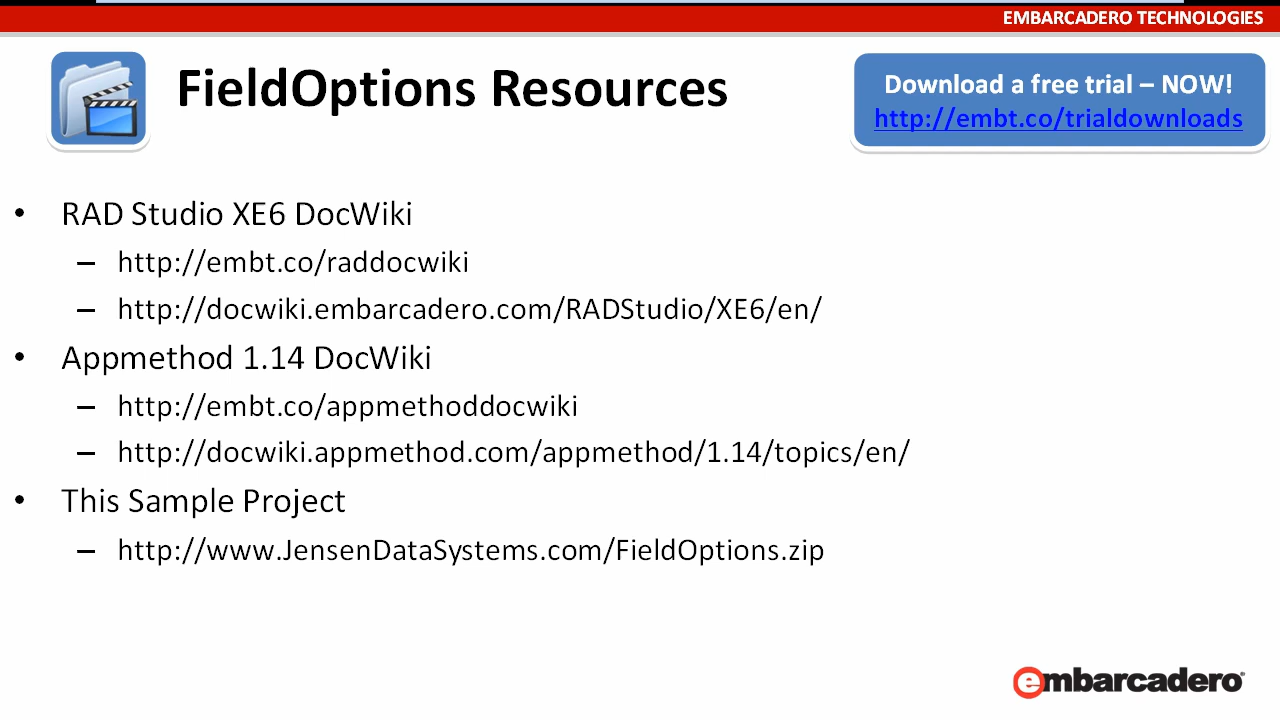 EMBARCADERO TECHNOLOGIES
FieldOptions Resources
Download a free trial – NOW!
http://embt.co/trialdownloads
• RAD Studio XE6 DocWiki
– http://embt.co/raddocwiki
– http://docwiki.embarcadero.com/RADStudio/XE6/en/
• Appmethod 1.14 DocWiki
– http://embt.co/appmethoddocwiki
– http://docwiki.appmethod.com/appmethod/1.14/topics/en/
• This Sample Project
– http://www.JensenDataSystems.com/FieldOptions.zip
embarcadero